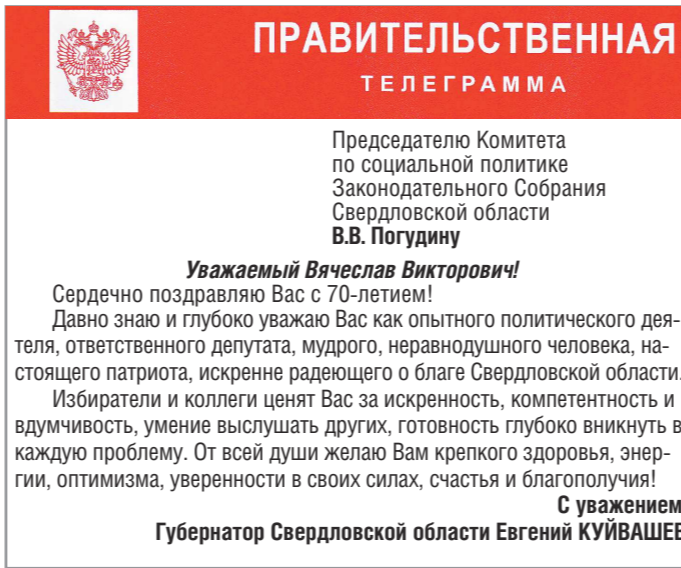 ПРАВИТЕЛЬСТВЕННАЯ
ТЕЛЕГРАММА
Председателю Комитета
по социальной политике
Законодательного Собрания
Свердловской области
В.В. Погудину
Уважаемый Вячеслав Викторович!
Сердечно поздравляю Вас с 70-летием!
Давно знаю и глубоко уважаю Вас как опытного политического дея-
теля, ответственного депутата, мудрого, неравнодушного человека, на-
стоящего патриота, искренне радеющего о благе Свердловской области.
Избиратели и коллеги ценят Вас за искренность, компетентность и
вдумчивость, умение выслушать других, готовность глубоко вникнуть в
каждую проблему. От всей души желаю Вам крепкого здоровья, энер-
гии, оптимизма, уверенности в своих силах, счастья и благополучия!
С уважением
Губернатор Свердловской области Евгений КУЙВАШЕВ